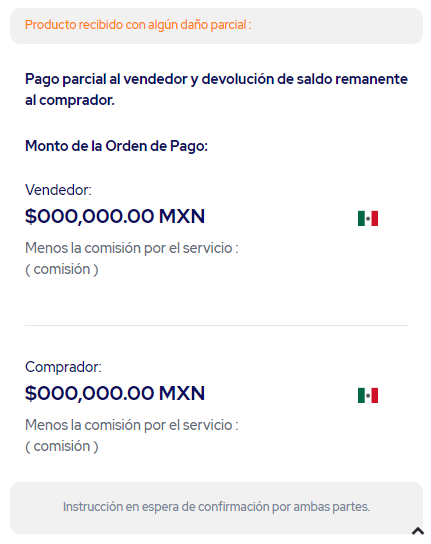 Producto recibido con algún daño parcial :
Pago parcial al vendedor y devolución de saldo remanente
al comprador.
Monto de la Orden de Pago:
Vendedor:
$000,000.00 MXN
Menos la comisión por el servicio :
( comisión )
Comprador:
$000,000.00 MXN
Menos la comisión por el servicio :
( comisión )
Instrucción en espera de confirmación por ambas partes.